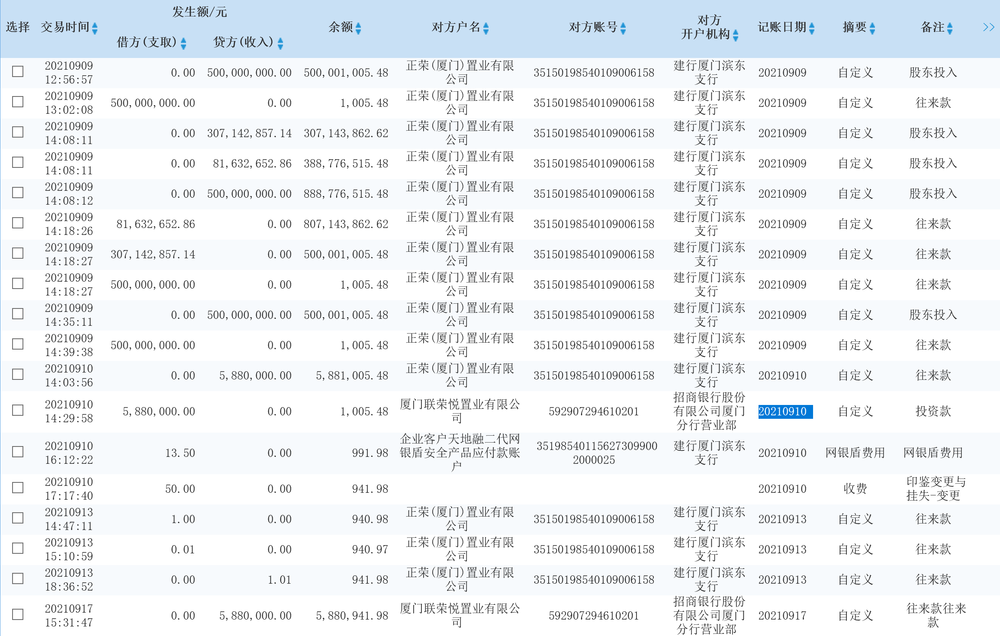 选择 交易时间 发生额/元 余额 对方户名 对方账号 对方 开户机构 记账日期 摘要 备注 >>
借方(支取) 贷方(收入)
20210909 0.00 500,000,000.00 500,001,005.48 正荣(厦门)置业有限 35150198540109006158 建行厦门滨东 20210909 自定义 股东投入
12:56:57 公司 支行
20210909 500,000,000.00 0.00 1,005.48 正荣(厦门)置业有限 35150198540109006158 建行厦门滨东 20210909 自定义 往来款
13:02:08 公司 支行
20210909 0.00 307,142,857.14 307,143,862.62 正荣(厦门)置业有限 35150198540109006158 建行厦门滨东 20210909 自定义 股东投入
14:08:11 公司 支行
20210909 0.00 81,632,652.86 388,776,515.48 正荣(厦门)置业有限 35150198540109006158 建行厦门滨东 20210909 自定义 股东投入
14:08:11 公司 支行
20210909 0.00 500,000,000.00 888,776,515.48 正荣(厦门)置业有限 35150198540109006158 建行厦门滨东 20210909 自定义 股东投入
14:08:12 公司 支行
20210909 81,632,652.86 0.00 807,143,862.62 正荣(厦门)置业有限 35150198540109006158 建行厦门滨东 20210909 自定义 往来款
14:18:26 公司 支行
20210909 307,142,857.14 0.00 500,001,005.48 正荣(厦门)置业有限 35150198540109006158 建行厦门滨东 20210909 自定义 往来款
14:18:27 公司 支行
20210909 500,000,000.00 0.00 1,005.48 正荣(厦门)置业有限 35150198540109006158 建行厦门滨东 20210909 自定义 往来款
14:18:27 公司 支行
20210909 0.00 500,000,000.00 500,001,005.48 正荣(厦门)置业有限 35150198540109006158 建行厦门滨东 20210909 自定义 股东投入
14:35:11 公司 支行
20210909 500,000,000.00 0.00 1,005.48 正荣(厦门)置业有限 35150198540109006158 建行厦门滨东 20210909 自定义 往来款
14:39:38 公司 支行
20210910 0.00 5,880,000.00 5,881,005.48 正荣(厦门)置业有限 35150198540109006158 建行厦门滨东 20210910 自定义 往来款
14:03:56 公司 支行
20210910 5,880,000.00 0.00 1,005.48 厦门联荣悦置业有限公 592907294610201 招商银行股份 20210910 自定义 投资款
14:29:58 司 有限公司厦门
分行营业部
20210910 13.50 0.00 991.98 企业客户天地融二代网 35198540115627309900 建行厦门滨东 20210910 网银盾费用 网银盾费用
16:12:22 银盾安全产品应付款账 2000025 支行
户
20210910 50.00 0.00 941.98 20210910 收费 印鉴变更与
17:17:40 挂失-变更
20210913 1.00 0.00 940.98 正荣(厦门)置业有限 35150198540109006158 建行厦门滨东 20210913 自定义 往来款
14:47:11 公司 支行
20210913 0.01 0.00 940.97 正荣(厦门)置业有限 35150198540109006158 建行厦门滨东 20210913 自定义 往来款
15:10:59 公司 支行
20210913 0.00 1.01 941.98 正荣(厦门)置业有限 35150198540109006158 建行厦门滨东 20210913 自定义 往来款
18:36:52 公司 支行
20210917 0.00 5,880,000.00 5,880,941.98 厦门联荣悦置业有限公 592907294610201 招商银行股份 20210917 自定义 往来款往来
15:31:47 司 有限公司厦门 款
分行营业部